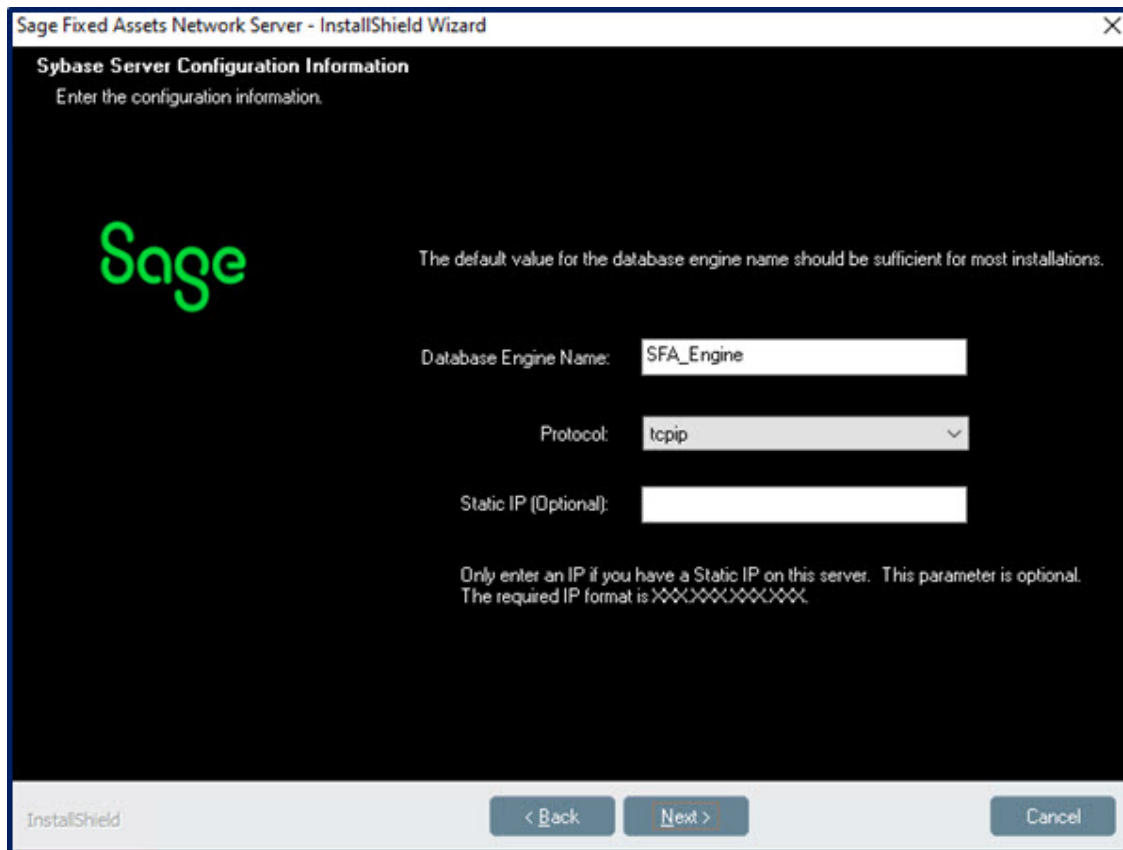 Sage Fixed Assets Network Server - InstallShield Wizard
Sybase Server Configuration Information
Enter the configuration information.
Sage
The default value for the database engine name should be sufficient for most installations.
Database Engine Name:
SFA_Engine
Protocol:
tcpip
Static IP (Optional):
Only enter an IP if you have a Static IP on this server.  This parameter is optional.
The required IP format is XXX.XXX.XXX.XXX.
InstallShield
< Back
Next >
Cancel